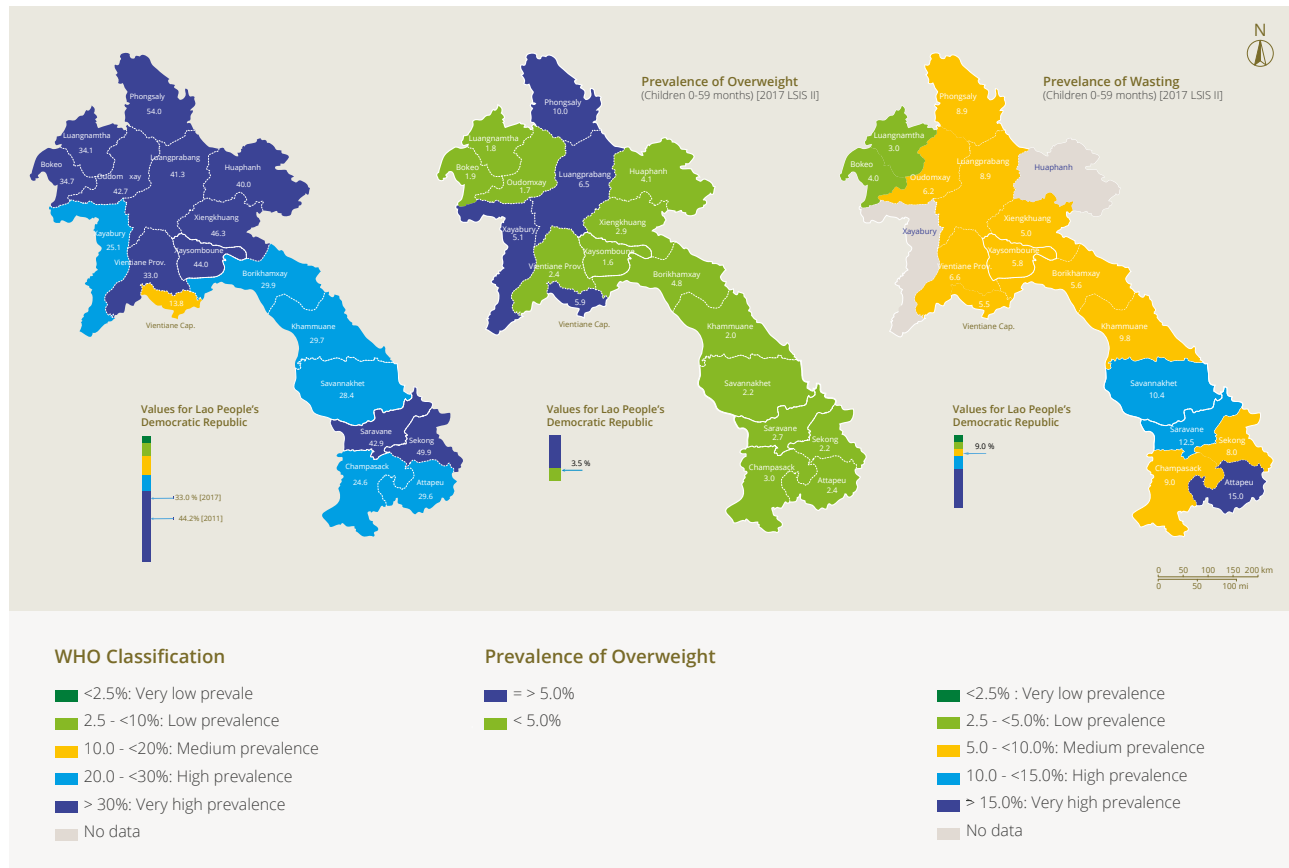 N
Phongsaly
54.0
Luangnamtha
34.1
Bokeo
34.7
Oudomxay
42.7
Luangprabang
41.3
Huaphanh
40.0
Xiengkhuang
46.3
Xayabury
25.1
Vientiane Prov.
33.0
Xaysomboune
44.0
Borikhamxay
29.9
13.8
Vientiane Cap.
Khammuane
29.7
Savannakhet
28.4
Saravane
42.9
Sekong
49.9
Champasack
24.6
Attapeu
29.6
Values for Lao People's
Democratic Republic
33.0 % [2017]
44.2% [2011]
Prevalence of Overweight
(Children 0-59 months) [2017 LSIS II]
Phongsaly
10.0
Luangnamtha
1.8
Bokeo
1.9
Oudomxay
1.7
Luangprabang
6.5
Huaphanh
4.1
Xiengkhuang
2.9
Xayabury
5.1
Vientiane Prov.
2.4
Xaysomboune
1.6
Borikhamxay
4.8
5.9
Vientiane Cap.
Khammuane
2.0
Savannakhet
2.2
Saravane
2.7
Sekong
2.2
Champasack
3.0
Attapeu
2.4
Values for Lao People's
Democratic Republic
3.5 %
Prevelance of Wasting
(Children 0-59 months) [2017 LSIS II]
Phongsaly
8.9
Luangnamtha
3.0
Bokeo
4.0
Oudomxay
6.2
Luangprabang
8.9
Huaphanh
Xiengkhuang
5.0
Xayabury
Vientiane Prov.
6.6
Xaysomboune
5.8
Borikhamxay
5.6
5.5
Vientiane Cap.
Khammuane
9.8
Savannakhet
10.4
Saravane
12.5
Sekong
8.0
Champasack
9.0
Attapeu
15.0
Values for Lao People's
Democratic Republic
9.0 %
0 50 100 150 200 km
0 50 100 mi
WHO Classification
<2.5%: Very low prevale
2.5 - <10%: Low prevalence
10.0 - <20%: Medium prevalence
20.0 - <30%: High prevalence
> 30%: Very high prevalence
No data
Prevalence of Overweight
= > 5.0%
< 5.0%
<2.5% : Very low prevalence
2.5 - <5.0%: Low prevalence
5.0 - <10.0%: Medium prevalence
10.0 - <15.0%: High prevalence
> 15.0%: Very high prevalence
No data